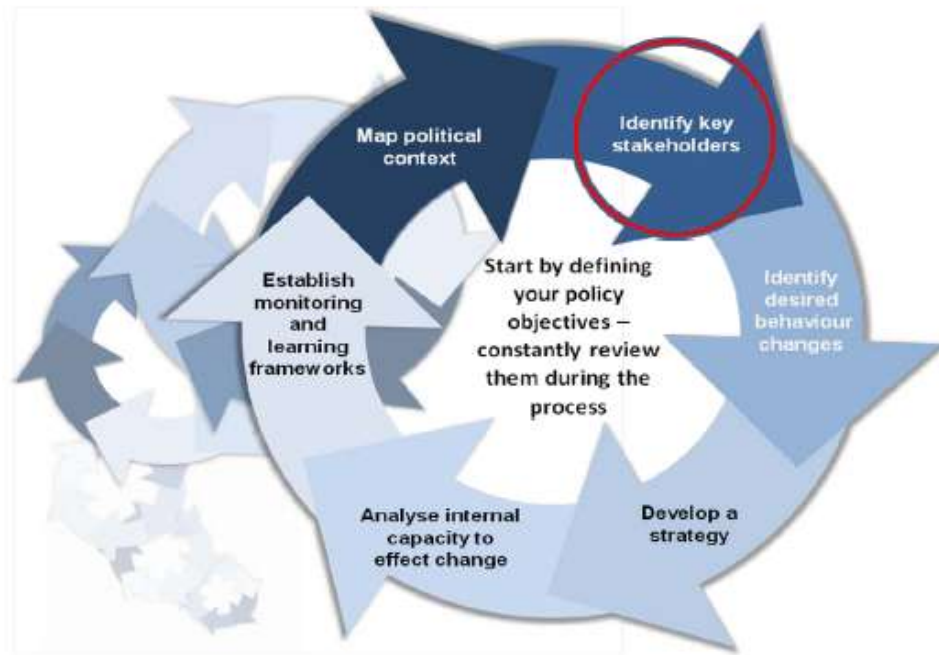 Map political
context
Identify key
stakeholders
Identify
desired
behaviour
changes
Develop a
strategy
Analyse internal
capacity to
effect change
Establish
monitoring
and
learning
frameworks
Start by defining
your policy
objectives –
constantly review
them during the
process